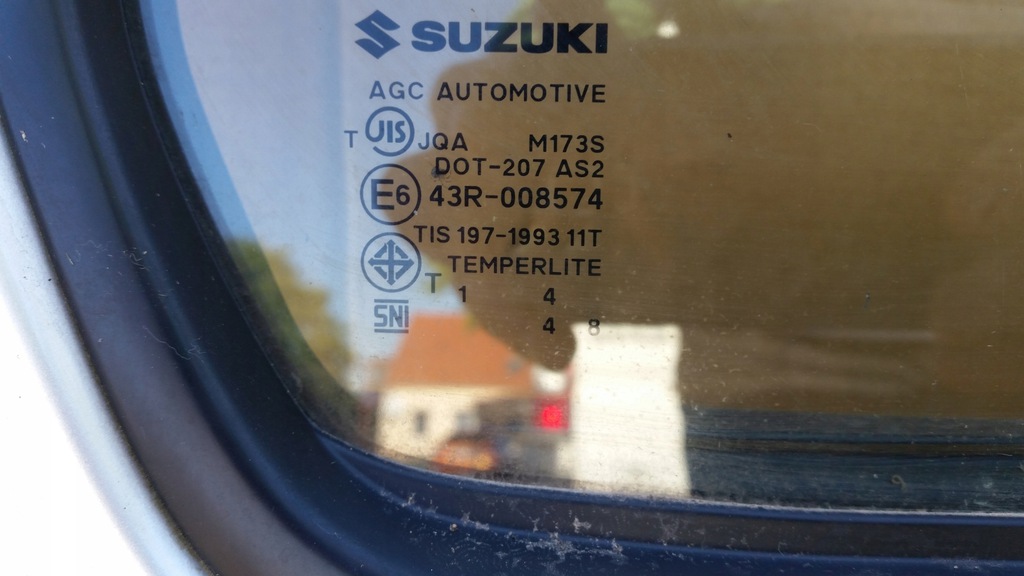 SUZUKI
AGC AUTOMOTIVE
T JIS JQA M173S
DOT-207 AS2
E6 43R-008574
TIS 197-1993 11T
T TEMPERLITE
1 4
SNI 4 8